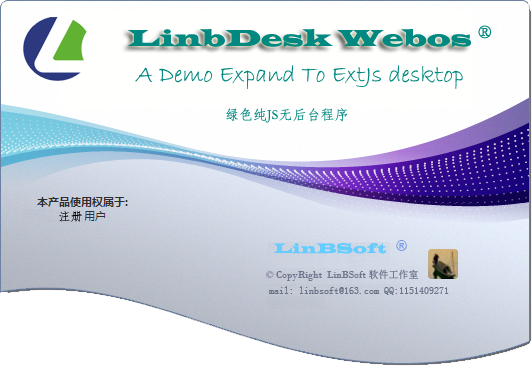 LinbDesk Webos ®
A Demo Expand To ExtJs desktop
绿色纯JS无后台程序
本产品使用权属于:
注册用户
LinBSoft ®
© CopyRight LinBSoft 软件工作室
mail: linbsoft@163.com QQ:1151409271